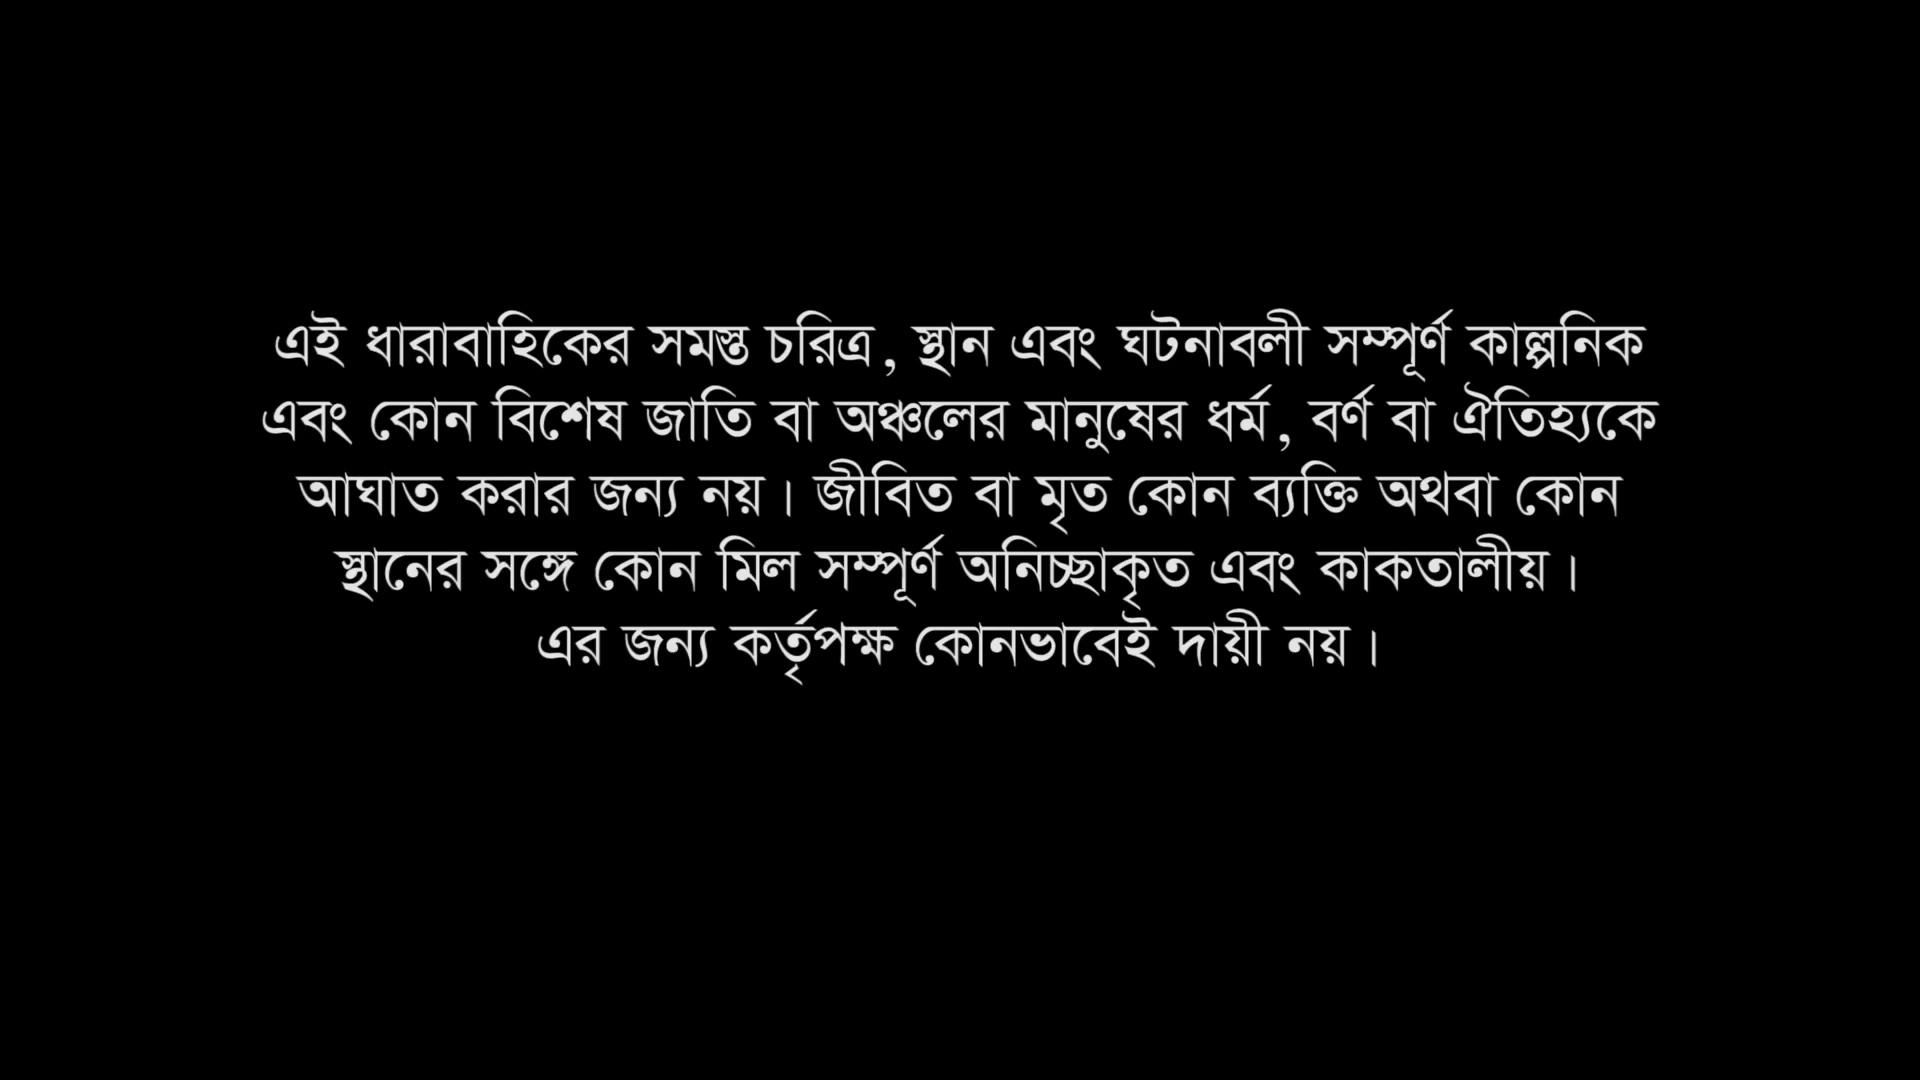 এই ধারাবাহিকের সমস্ত চরিত্র, স্থান এবং ঘটনাবলী সম্পূর্ণ কাল্পনিক
এবং কোন বিশেষ জাতি বা অঞ্চলের মানুষের ধর্ম, বর্ণ বা ঐতিহ্যকে
আঘাত করার জন্য নয়। জীবিত বা মৃত কোন ব্যক্তি অথবা কোন
স্থানের সঙ্গে কোন মিল সম্পূর্ণ অনিচ্ছাকৃত এবং কাকতালীয়।
এর জন্য কর্তৃপক্ষ কোনভাবেই দায়ী নয়।